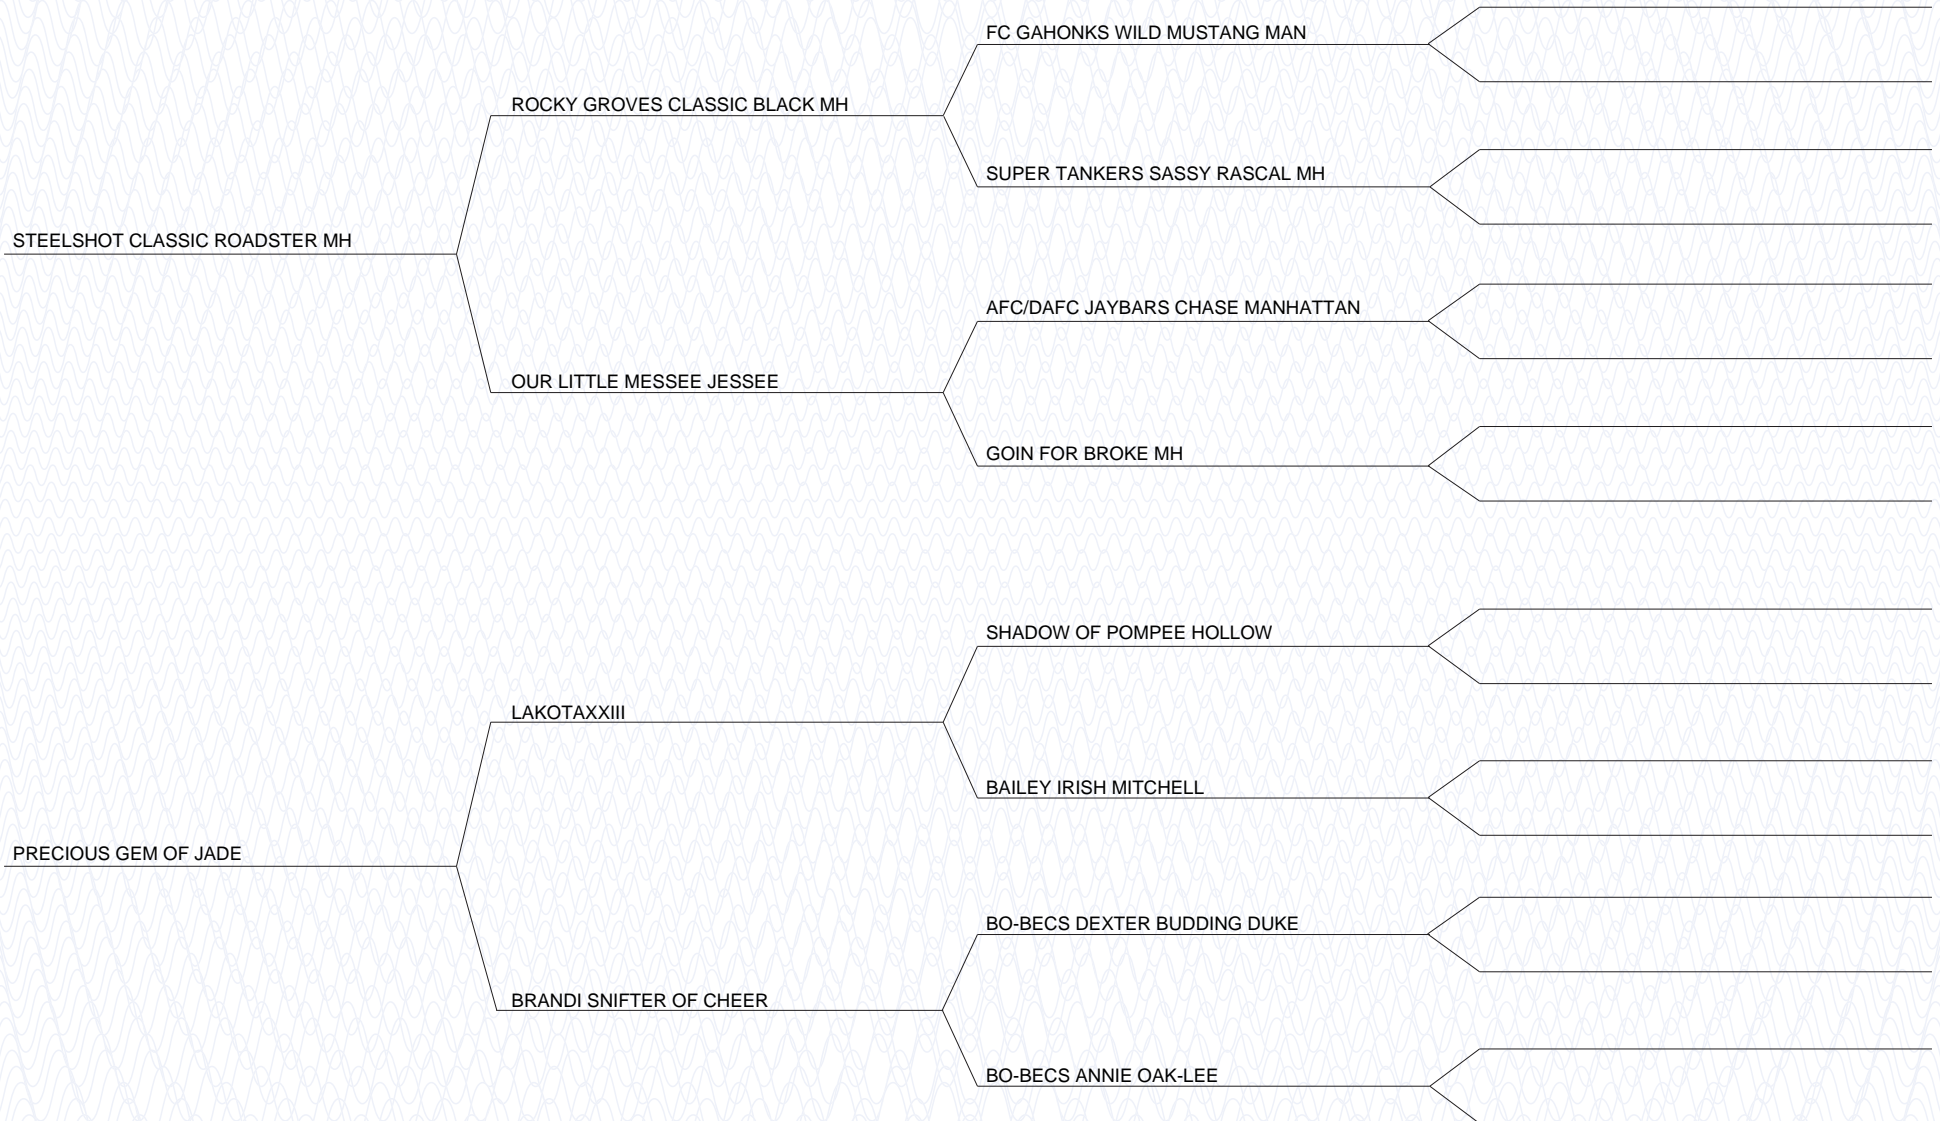 FC GAHONKS WILD MUSTANG MAN
ROCKY GROVES CLASSIC BLACK MH
SUPER TANKERS SASSY RASCAL MH
STEELSHOT CLASSIC ROADSTER MH
AFC/DAFC JAYBARS CHASE MANHATTAN
OUR LITTLE MESSEE JESSEE
GOIN FOR BROKE MH
SHADOW OF POMPEE HOLLOW
LAKOTAXXIII
BAILEY IRISH MITCHELL
PRECIOUS GEM OF JADE
BO-BECS DEXTER BUDDING DUKE
BRANDI SNIFTER OF CHEER
BO-BECS ANNIE OAK-LEE